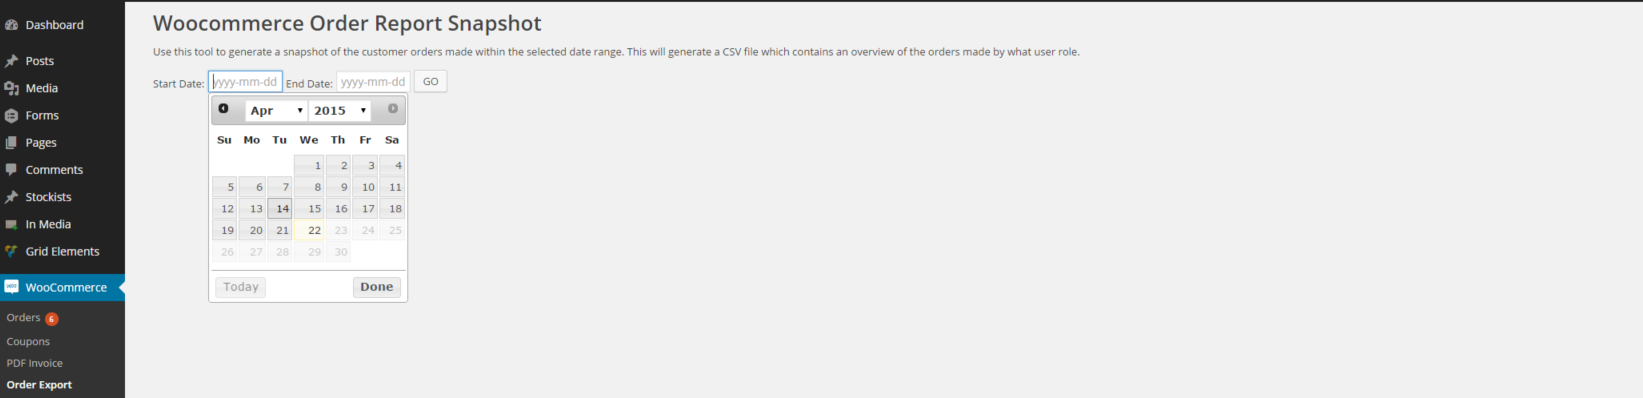 Dashboard
Posts
Media
Forms
Pages
Comments
Stockists
In Media
Grid Elements
WooCommerce
Orders 6
Coupons
PDF Invoice
Order Export
Woocommerce Order Report Snapshot
Use this tool to generate a snapshot of the customer orders made within the selected date range. This will generate a CSV file which contains an overview of the orders made by what user role.
Start Date: yyyy-mm-dd End Date: yyyy-mm-dd GO
Apr 2015
Su Mo Tu We Th Fr Sa
1 2 3 4
5 6 7 8 9 10 11
12 13 14 15 16 17 18
19 20 21 22 23 24 25
26 27 28 29 30
Today Done